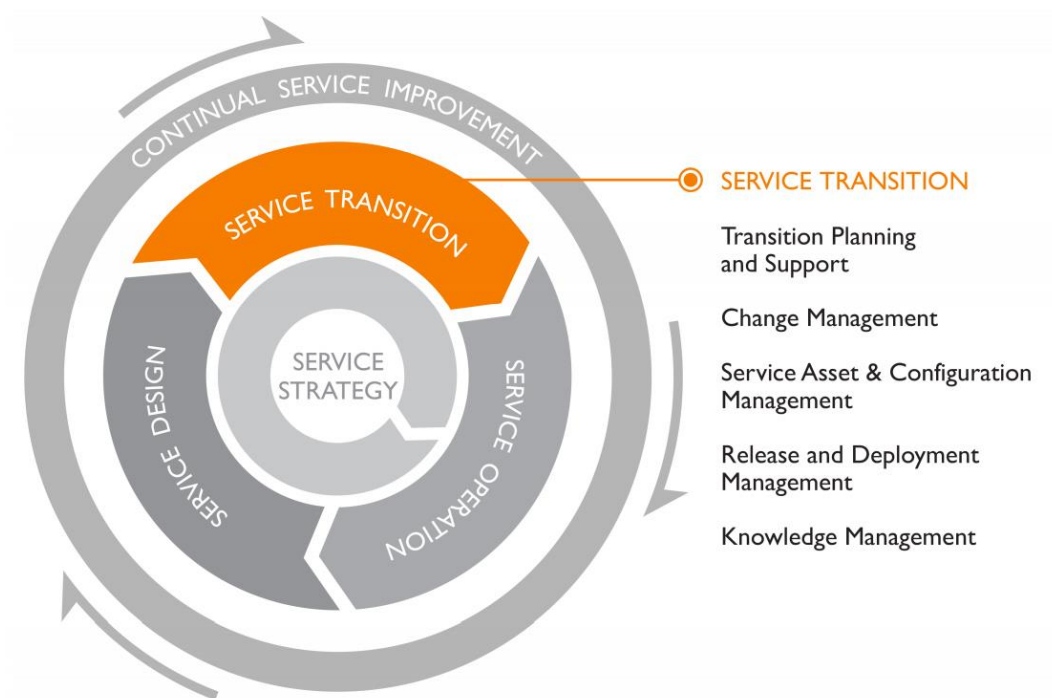 CONTINUAL SERVICE IMPROVEMENT
SERVICE TRANSITION
SERVICE DESIGN
SERVICE
STRATEGY
SERVICE OPERATION
SERVICE TRANSITION
Transition Planning
and Support
Change Management
Service Asset & Configuration
Management
Release and Deployment
Management
Knowledge Management